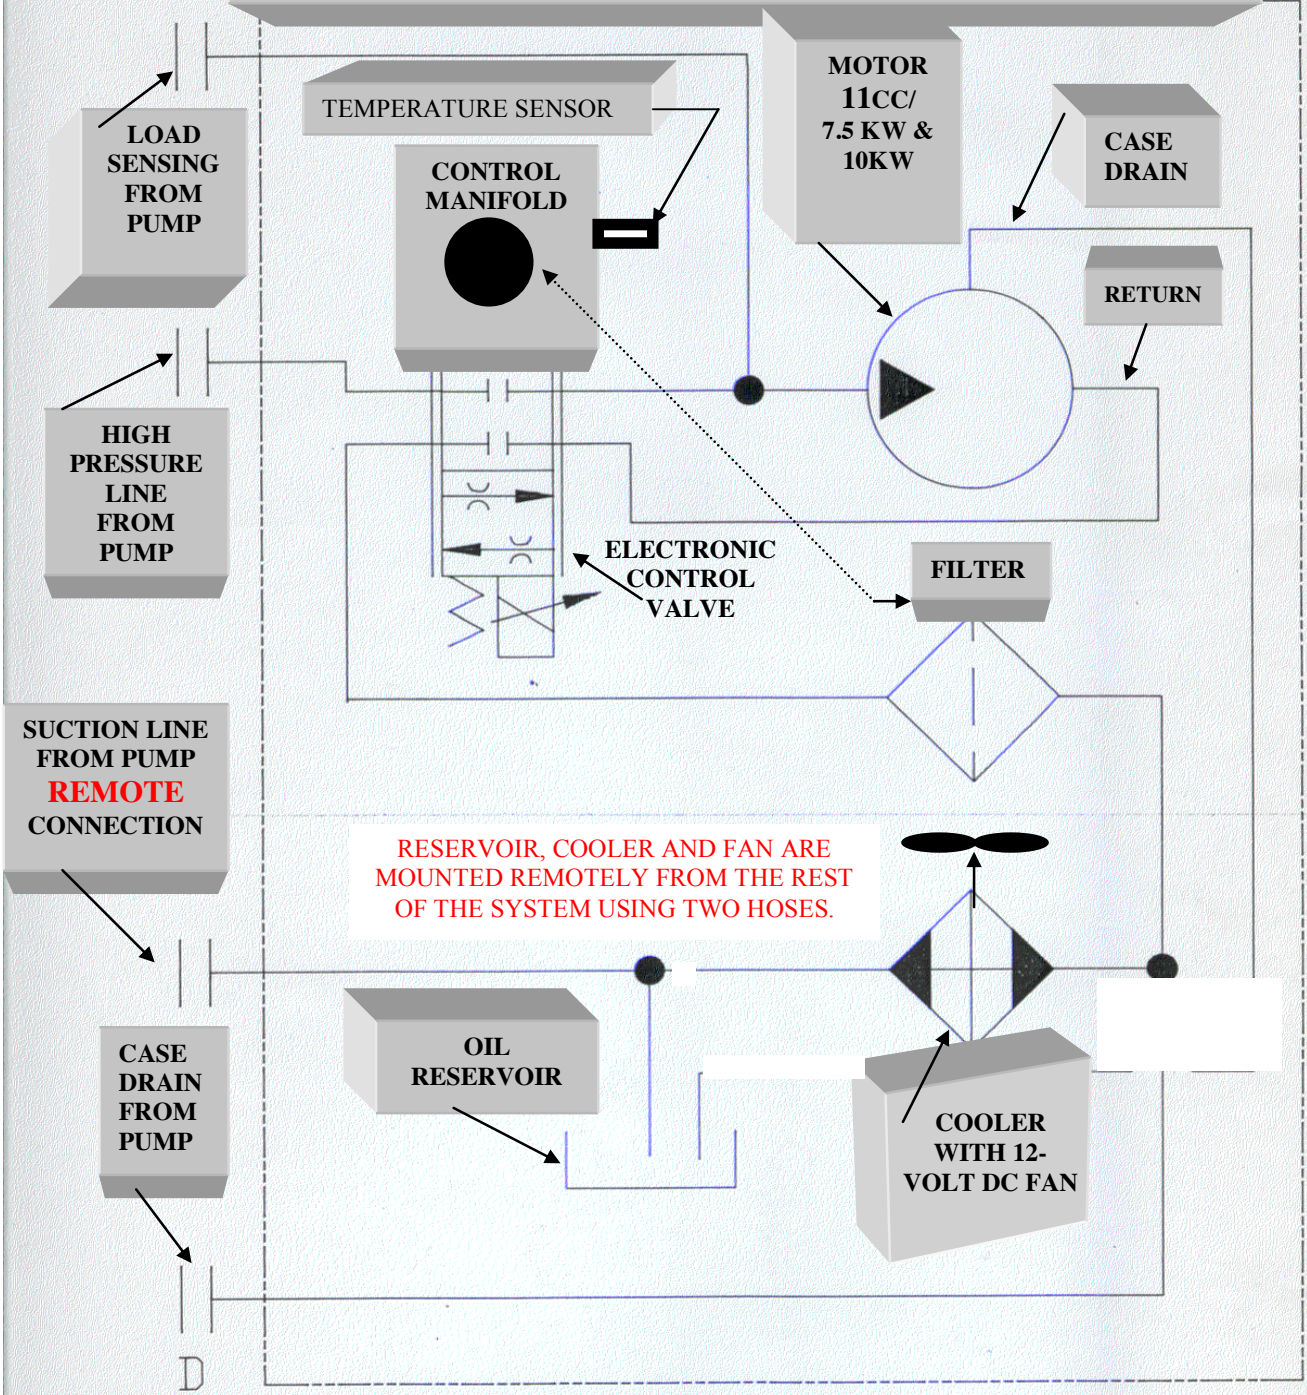 MOTOR
11CC/
7.5 KW &
10KW
TEMPERATURE SENSOR
LOAD
SENSING
FROM
PUMP
CONTROL
MANIFOLD
CASE
DRAIN
RETURN
HIGH
PRESSURE
LINE
FROM
PUMP
ELECTRONIC
CONTROL
VALVE
FILTER
SUCTION LINE
FROM PUMP
REMOTE
CONNECTION
RESERVOIR, COOLER AND FAN ARE
MOUNTED REMOTELY FROM THE REST
OF THE SYSTEM USING TWO HOSES.
OIL
RESERVOIR
CASE
DRAIN
FROM
PUMP
COOLER
WITH 12-
VOLT DC FAN
D